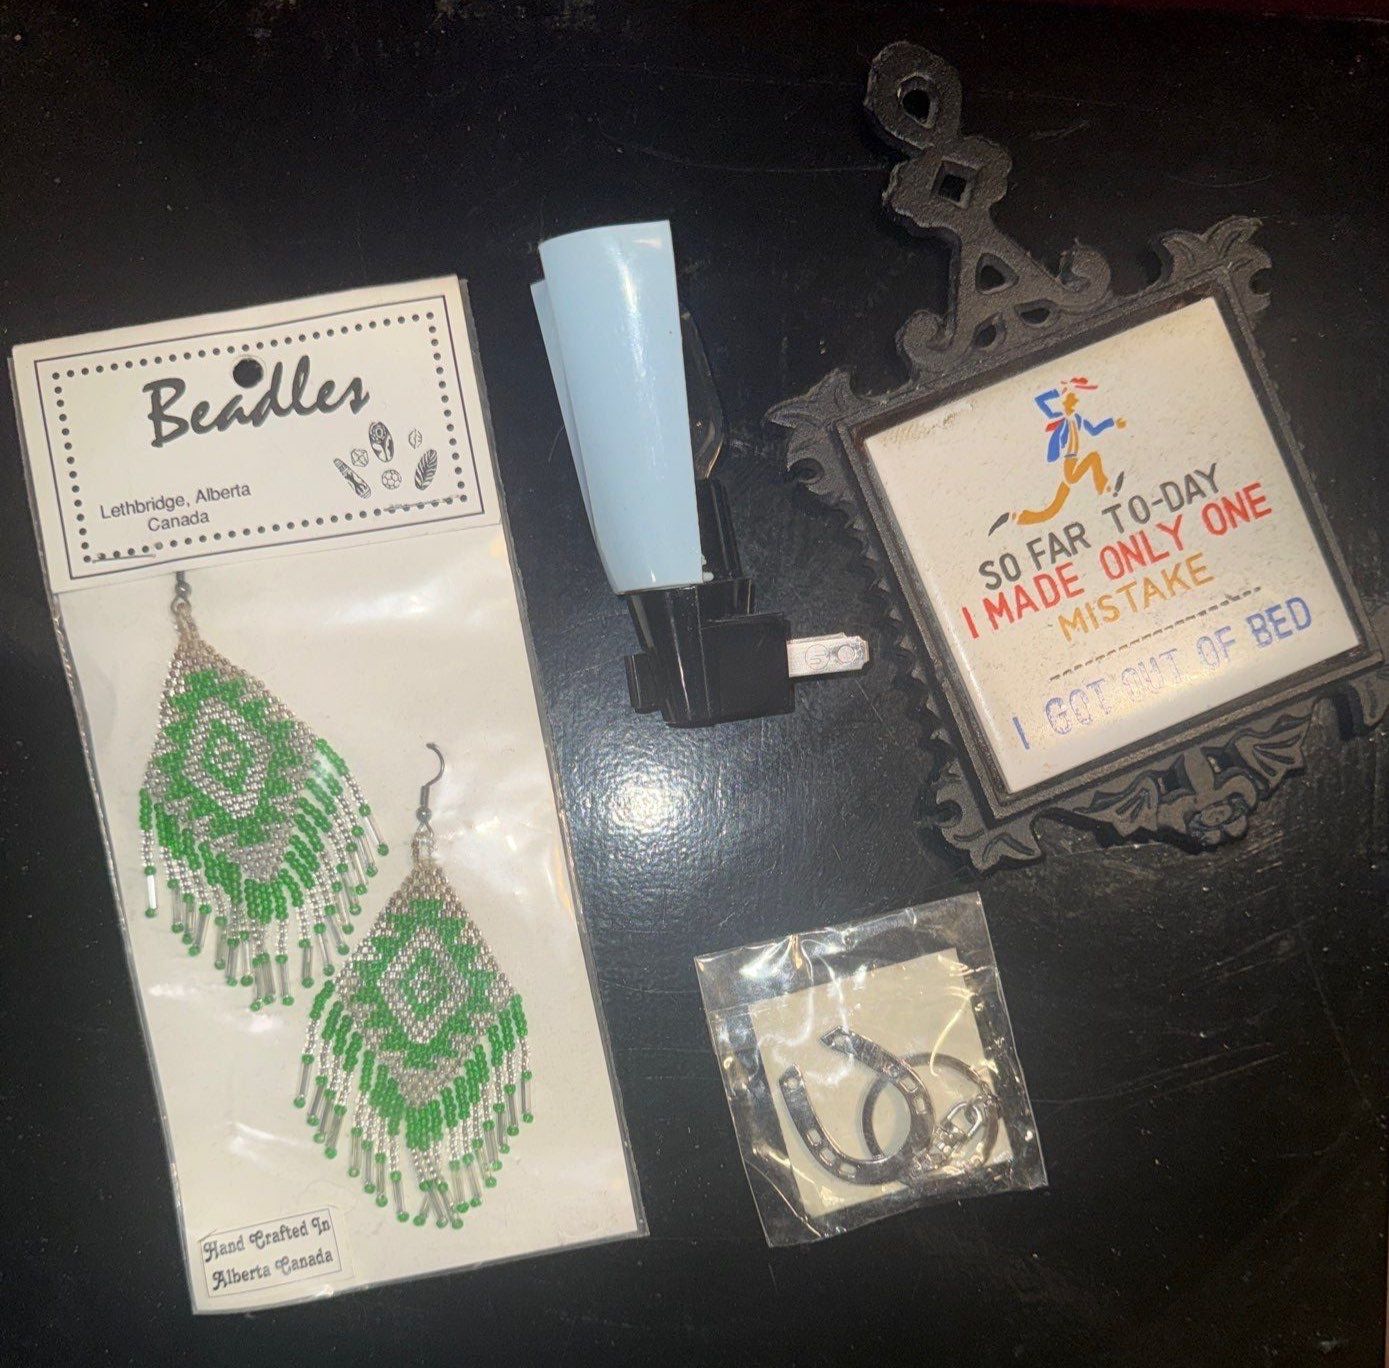 Beadles
Lethbridge, Alberta
Canada
Hand Crafted In
Alberta Canada
SO FAR TO-DAY
I MADE ONLY ONE
MISTAKE
I GOT OUT OF BED